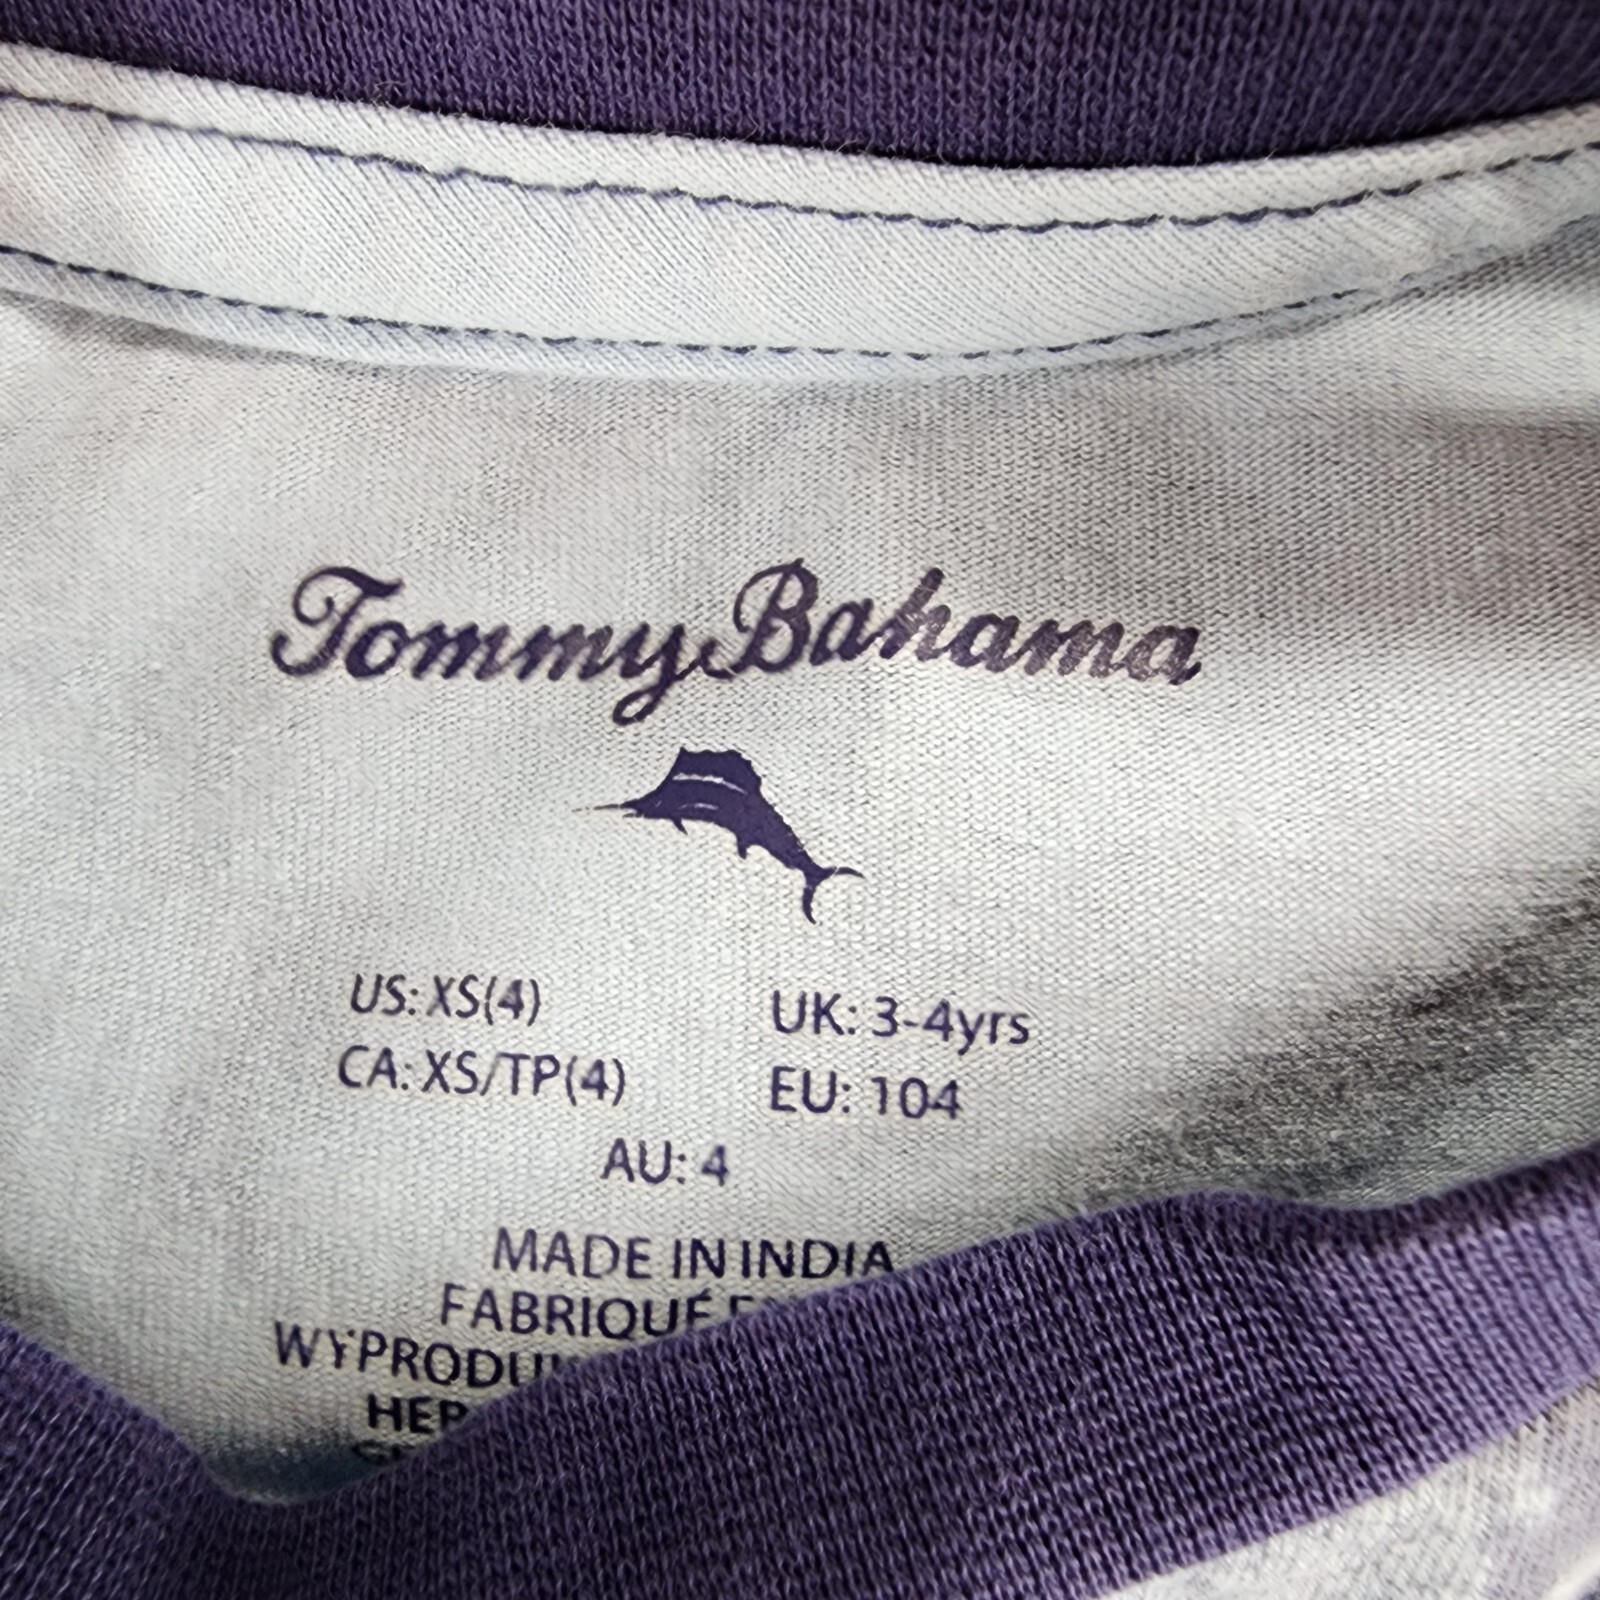 Tommy Bahama
US: XS(4) UK: 3-4yrs
CA: XS/TP(4) EU: 104
AU: 4
MADE IN INDIA
FABRIQUÉ